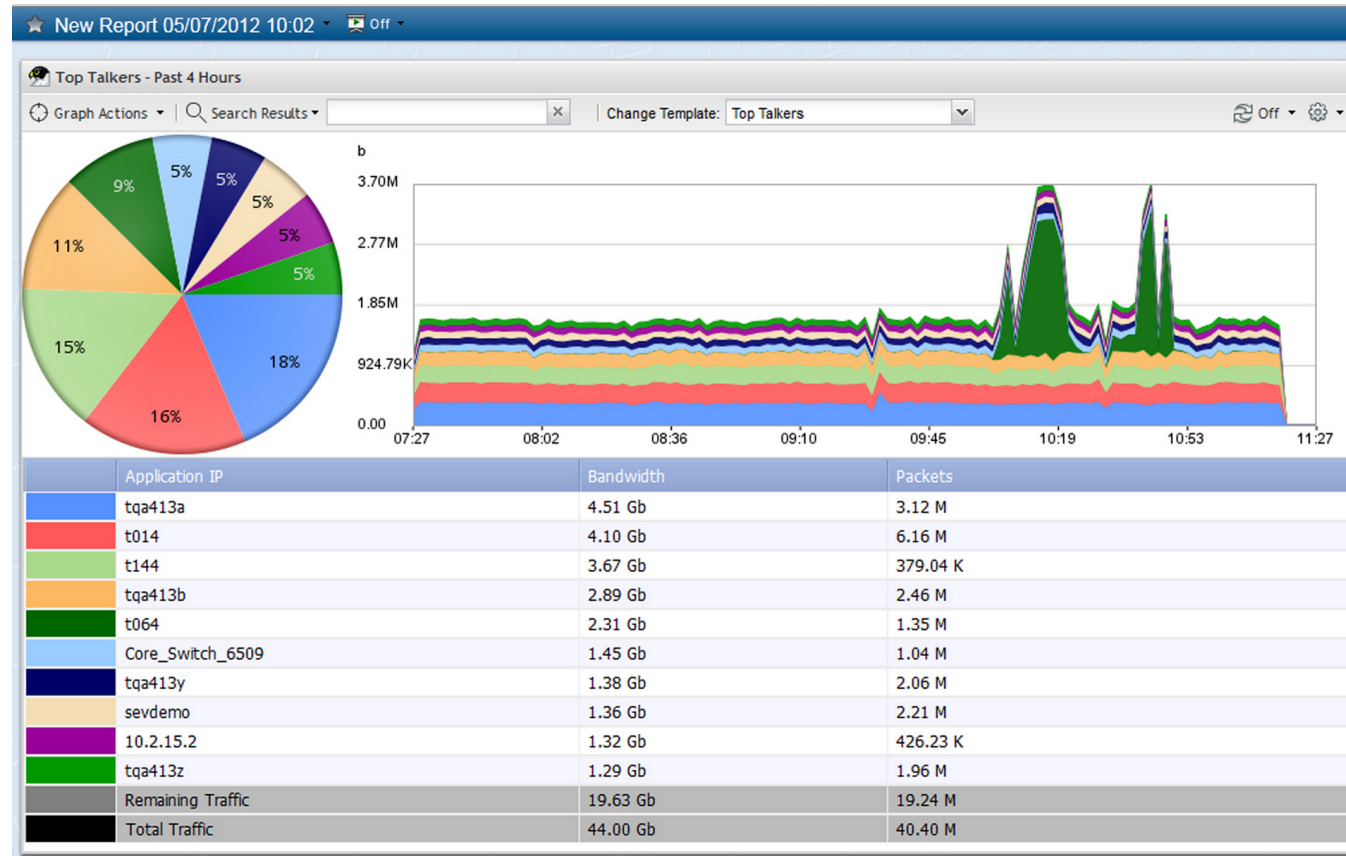 New Report 05/07/2012 10:02 Off
Top Talkers - Past 4 Hours
Graph Actions Search Results Change Template: Top Talkers Off
5%
5%
9%
5%
11%
5%
5%
15%
18%
16%
b
3.70M
2.77M
1.85M
924.79K
0.00
07:27 08:02 08:36 09:10 09:45 10:19 10:53 11:27
Application IP Bandwidth Packets
tqa413a 4.51 Gb 3.12 M
t014 4.10 Gb 6.16 M
t144 3.67 Gb 379.04 K
tqa413b 2.89 Gb 2.46 M
t064 2.31 Gb 1.35 M
Core_Switch_6509 1.45 Gb 1.04 M
tqa413y 1.38 Gb 2.06 M
sevdemo 1.36 Gb 2.21 M
10.2.15.2 1.32 Gb 426.23 K
tqa413z 1.29 Gb 1.96 M
Remaining Traffic 19.63 Gb 19.24 M
Total Traffic 44.00 Gb 40.40 M